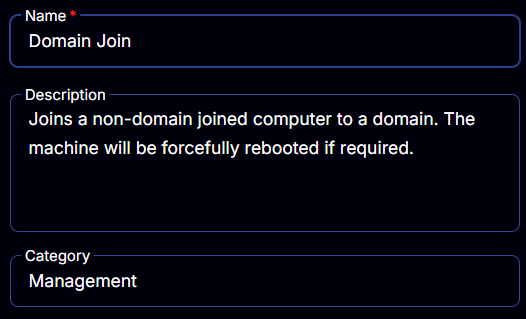 Name *
Domain Join
Description
Joins a non-domain joined computer to a domain. The
machine will be forcefully rebooted if required.
Category
Management